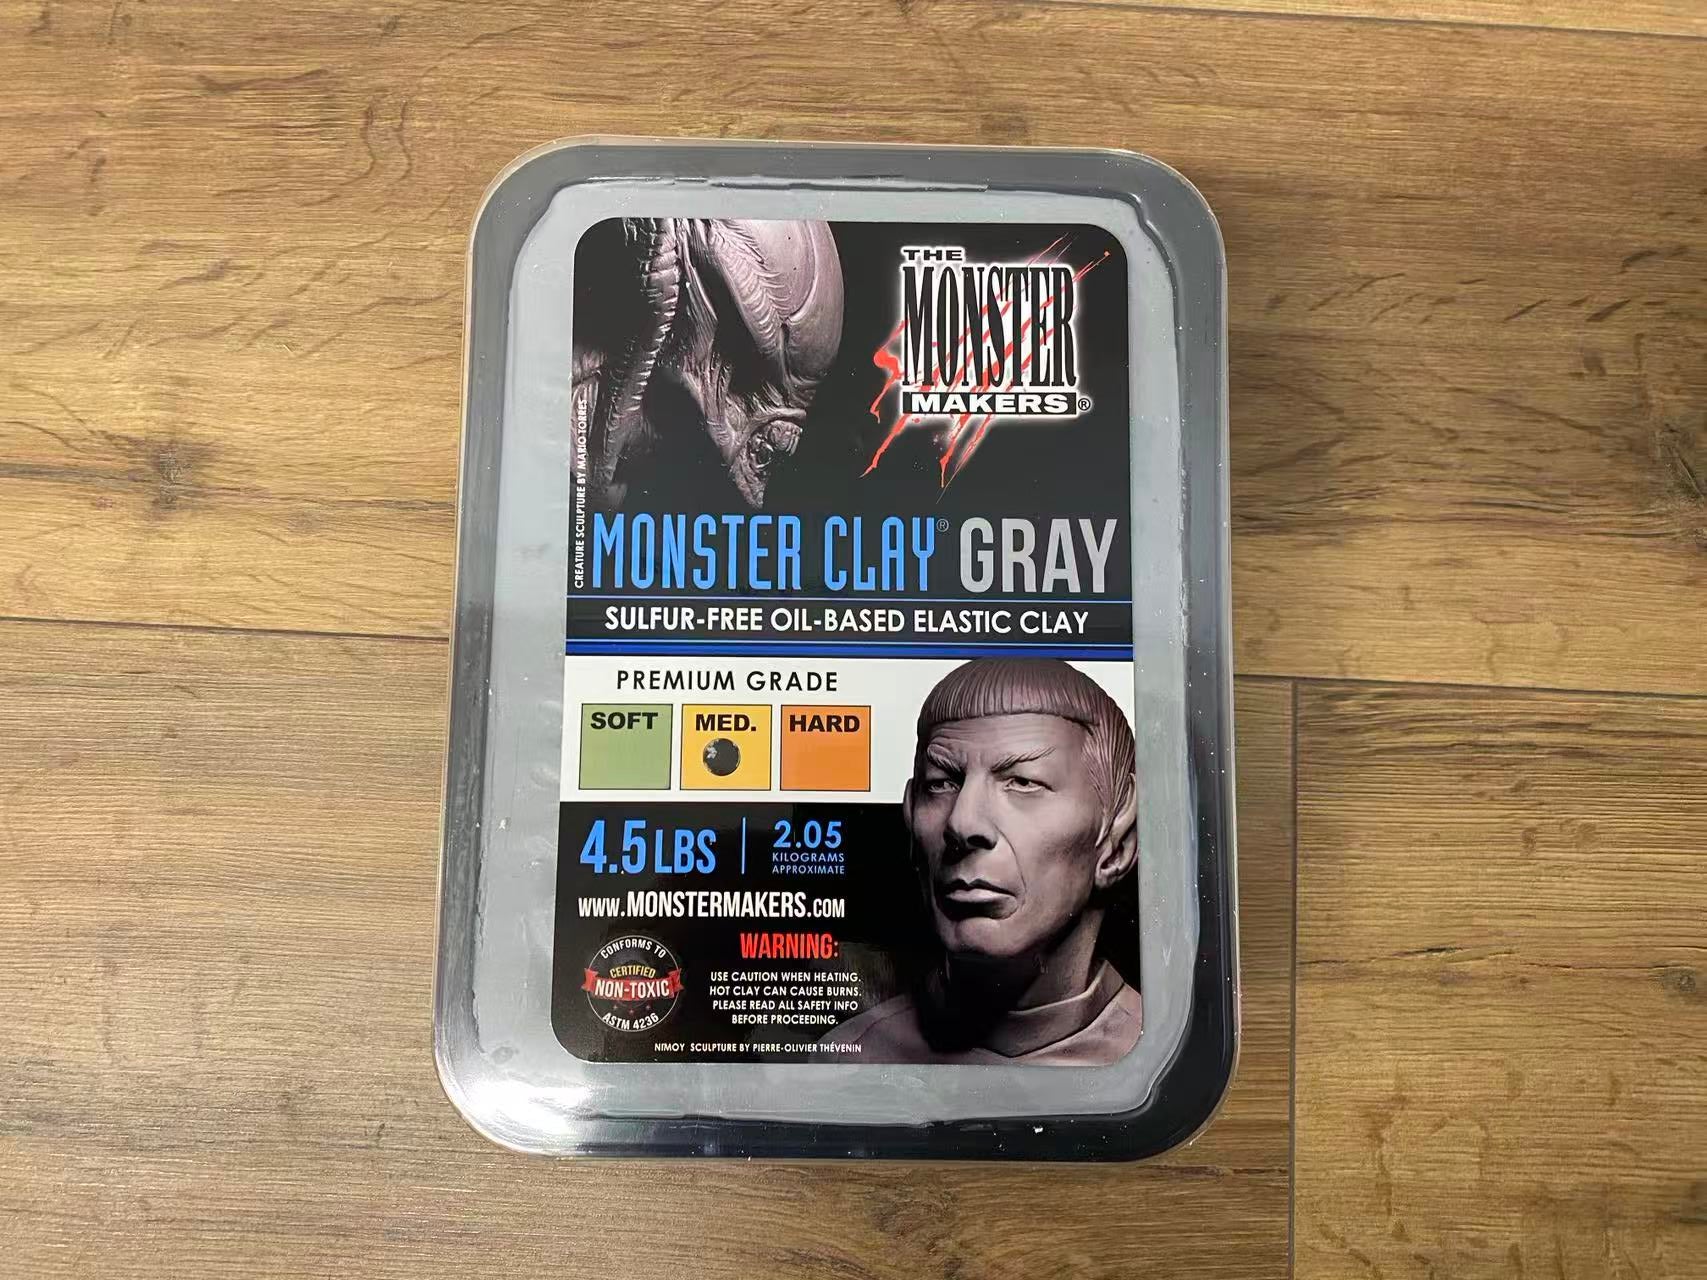 THE
MONSTER
MAKERS®
CREATURE SCULPTURE BY MARIO TORRES
MONSTER CLAY® GRAY
SULFUR-FREE OIL-BASED ELASTIC CLAY
PREMIUM GRADE
SOFT MED. HARD
4.5 LBS 2.05
KILOGRAMS
APPROXIMATE
www.MONSTERMAKERS.COM
CONFORMS TO
CERTIFIED
NON-TOXIC
ASTM 4236
WARNING:
USE CAUTION WHEN HEATING.
HOT CLAY CAN CAUSE BURNS.
PLEASE READ ALL SAFETY INFO
BEFORE PROCEEDING.
NIMOY SCULPTURE BY PIERRE-OLIVIER THÉVENIN